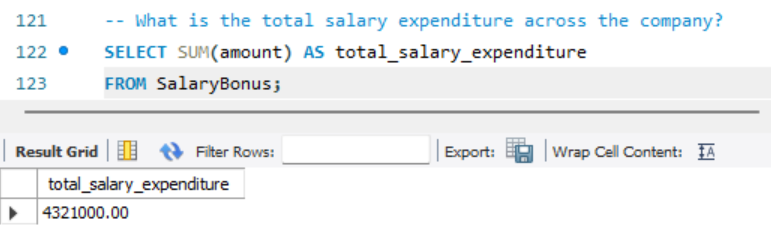 121 -- What is the total salary expenditure across the company?
122 SELECT SUM(amount) AS total_salary_expenditure
123 FROM SalaryBonus;
Result Grid Filter Rows: Export: Wrap Cell Content: IA
total_salary_expenditure
4321000.00